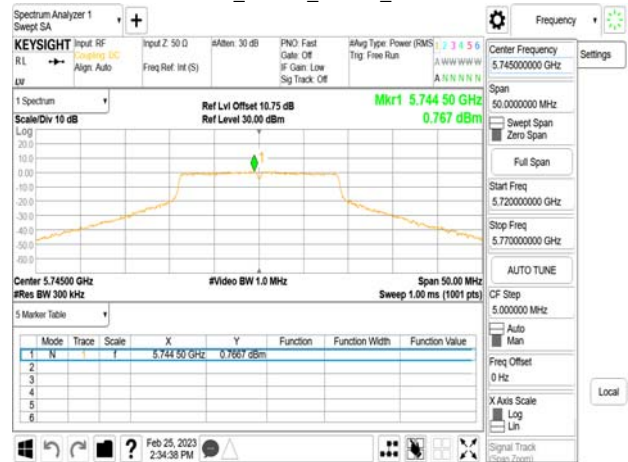 Spectrum Analyzer 1
Swept SA
Frequency
KEYSIGHT
RL
Input: RF
Coupling: DC
Align: Auto
Input Z: 50 Ω
Freq Ref: Int (S)
#Atten: 30 dB
PNO: Fast
Gate: Off
IF Gain: Low
Sig Track: Off
#Avg Type: Power (RMS
Trig: Free Run
1 2 3 4 5 6
A W W W W W
A N N N N N
1 Spectrum
Scale/Div 10 dB
Ref Lvl Offset 10.75 dB
Ref Level 30.00 dBm
Mkr1 5.744 50 GHz
0.767 dBm
Log
20.0
10.0
0.00
-10.0
-20.0
-30.0
-40.0
-50.0
-60.0
1
Center 5.74500 GHz
#Res BW 300 kHz
#Video BW 1.0 MHz
Span 50.00 MHz
Sweep 1.00 ms (1001 pts)
5 Marker Table
Mode Trace Scale X Y Function Function Width Function Value
1 N 1 f 5.744 50 GHz 0.7667 dBm
2
3
4
5
6
Feb 25, 2023
2:34:38 PM
Center Frequency
5.745000000 GHz
Settings
Span
50.0000000 MHz
Swept Span
Zero Span
Full Span
Start Freq
5.720000000 GHz
Stop Freq
5.770000000 GHz
AUTO TUNE
CF Step
5.000000 MHz
Auto
Man
Freq Offset
0 Hz
X Axis Scale
Log
Lin
Local
Signal Track
(Span Zoom)